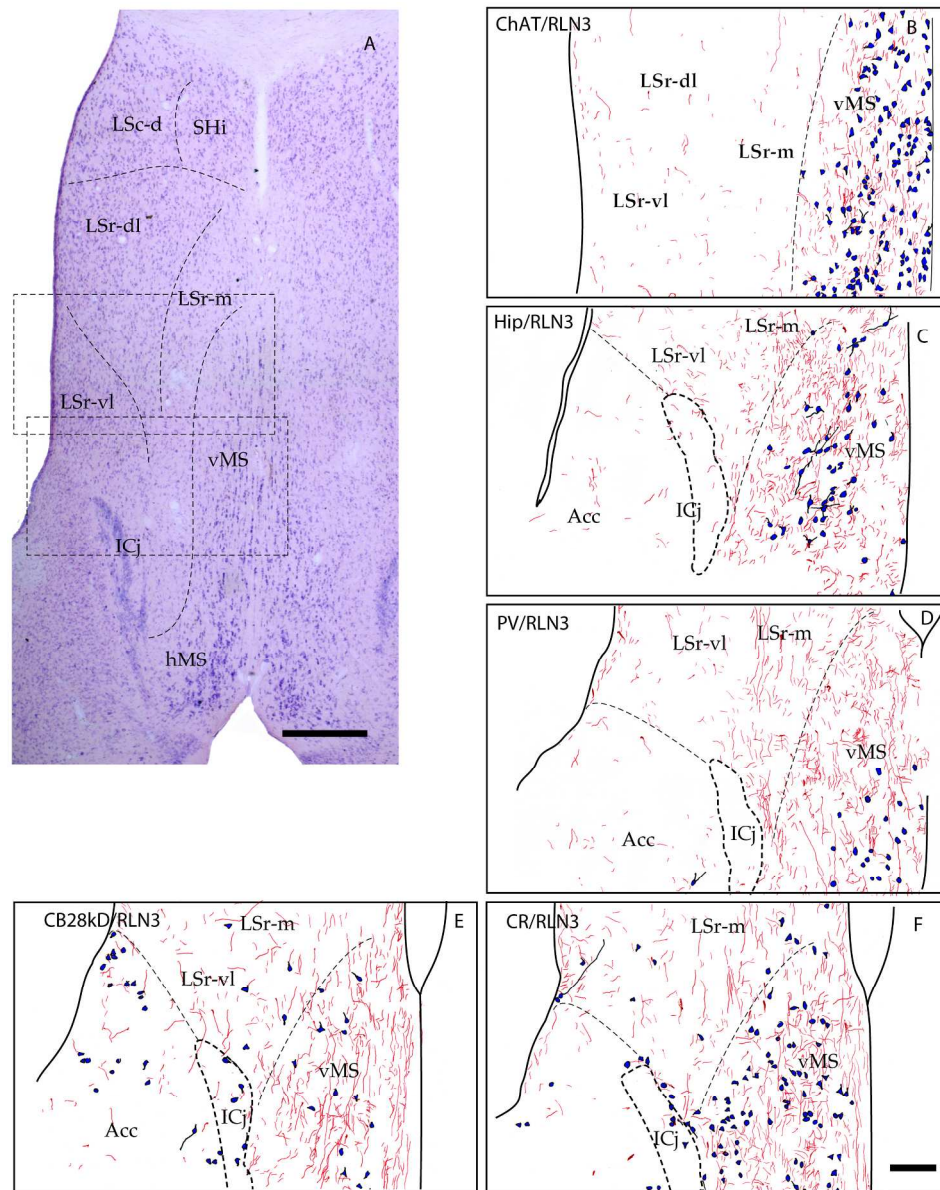 A
LSc-d
SHi
LSr-dl
LSr-m
LSr-vl
vMS
ICj
hMS
ChAT/RLN3
B
LSr-dl
vMS
LSr-m
LSr-vl
Hip/RLN3
LSr-m
C
LSr-vl
vMS
Acc
ICj
PV/RLN3
D
LSr-vl
LSr-m
vMS
Acc
ICj
CB28kD/RLN3
E
LSr-m
LSr-vl
vMS
ICj
Acc
CR/RLN3
F
LSr-m
vMS
ICj